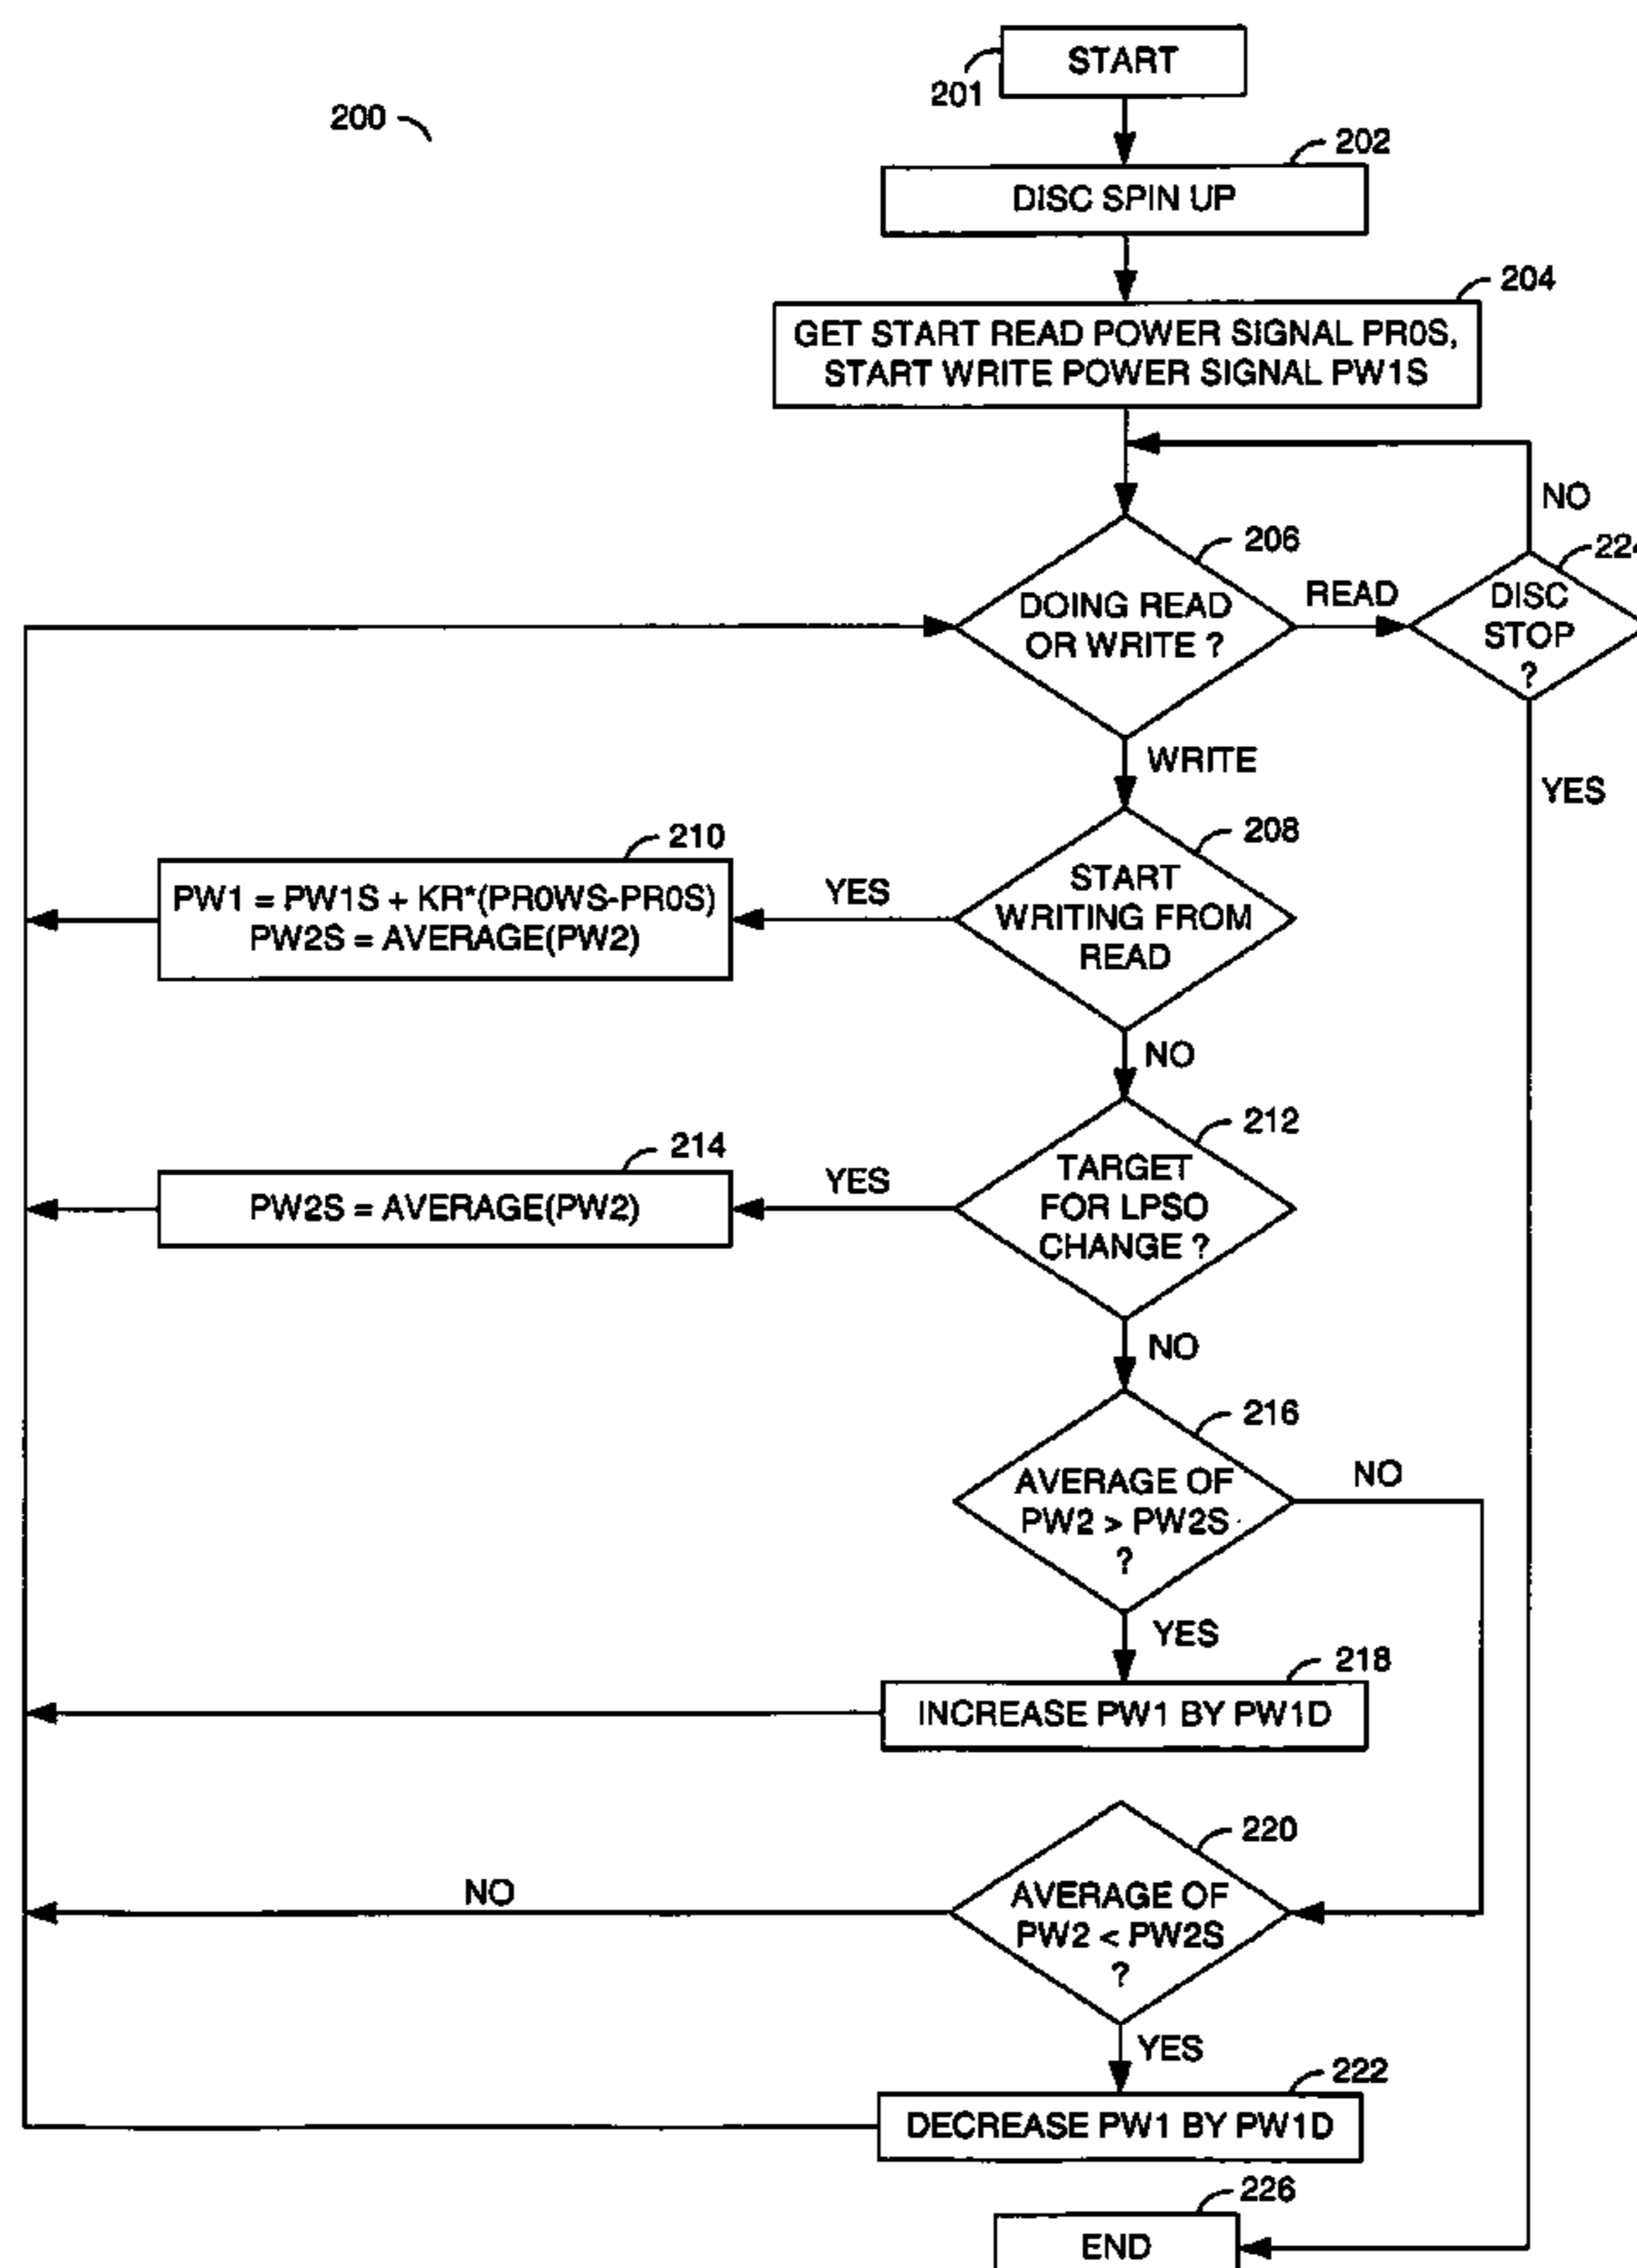 START
201
200
202
DISC SPIN UP
204
GET START READ POWER SIGNAL PR0S,
START WRITE POWER SIGNAL PW1S
NO
206
DOING READ
OR WRITE ?
READ
DISC
STOP
?
WRITE
YES
208
START
WRITING FROM
READ
YES
210
PW1 = PW1S + KR*(PR0WS-PR0S)
PW2S = AVERAGE(PW2)
NO
212
TARGET
FOR LPSO
CHANGE ?
YES
214
PW2S = AVERAGE(PW2)
NO
216
AVERAGE OF
PW2 > PW2S
?
NO
YES
218
INCREASE PW1 BY PW1D
220
AVERAGE OF
PW2 < PW2S
?
NO
YES
222
DECREASE PW1 BY PW1D
226
END